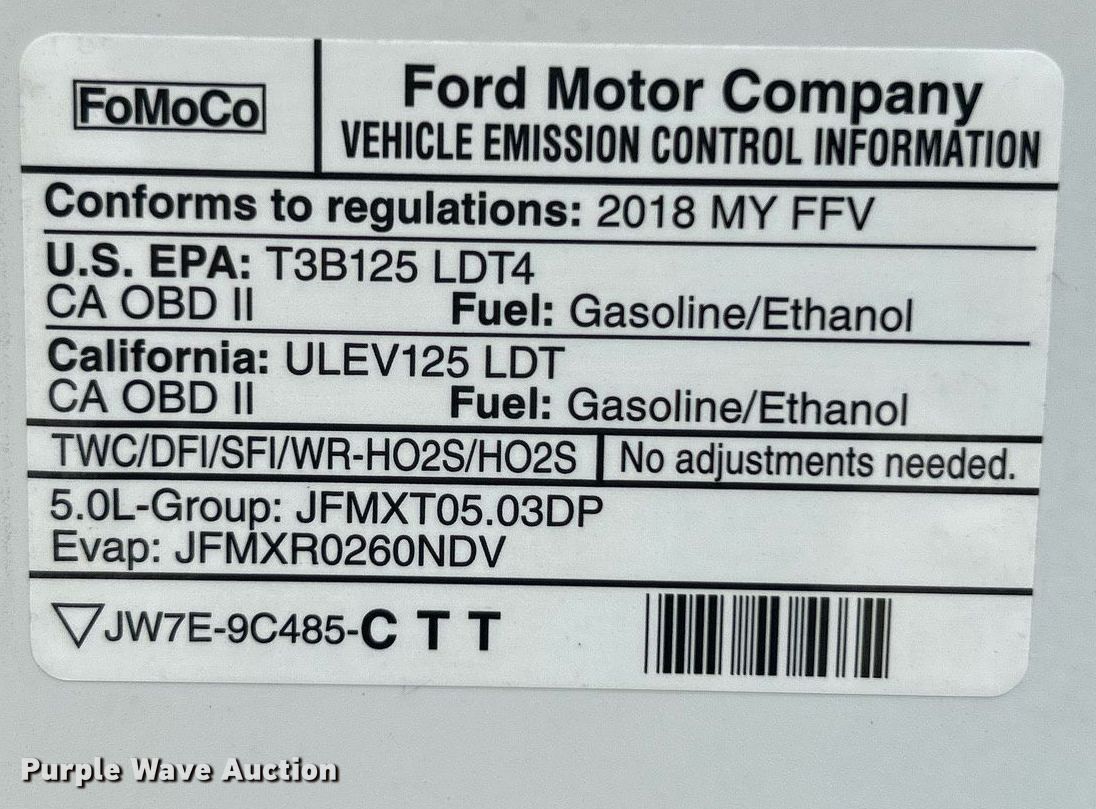 FoMoCo
Ford Motor Company
VEHICLE EMISSION CONTROL INFORMATION
Conforms to regulations: 2018 MY FFV
U.S. EPA: T3B125 LDT4
CA OBD II Fuel: Gasoline/Ethanol
California: ULEV125 LDT
CA OBD II Fuel: Gasoline/Ethanol
TWC/DFI/SFI/WR-HO2S/HO2S No adjustments needed.
5.0L-Group: JFMXT05.03DP
Evap: JFMXR0260NDV
JW7E-9C485-C T T
Purple Wave Auction